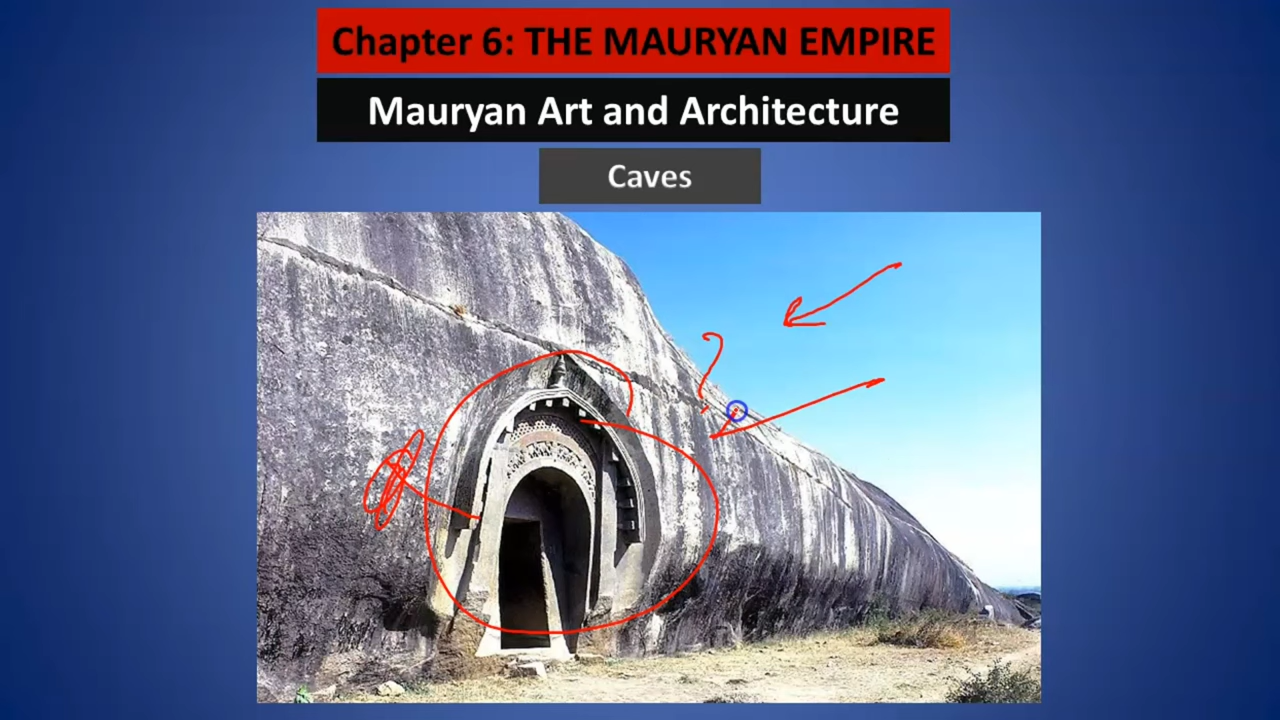 Chapter 6: THE MAURYAN EMPIRE
Mauryan Art and Architecture
Caves
?